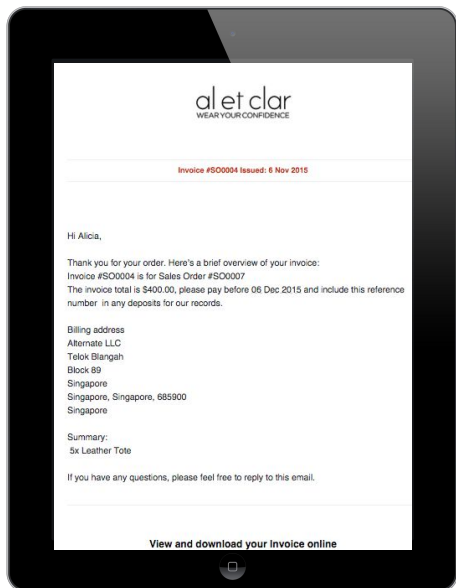 al et clar
WEAR YOUR CONFIDENCE
Invoice #SO0004 Issued: 6 Nov 2015
Hi Alicia,
Thank you for your order. Here's a brief overview of your invoice:
Invoice #SO0004 is for Sales Order #SO0007
The invoice total is $400.00, please pay before 06 Dec 2015 and include this reference
number in any deposits for our records.
Billing address
Alternate LLC
Telok Blangah
Block 89
Singapore
Singapore, Singapore, 685900
Singapore
Summary:
5x Leather Tote
If you have any questions, please feel free to reply to this email.
View and download your Invoice online